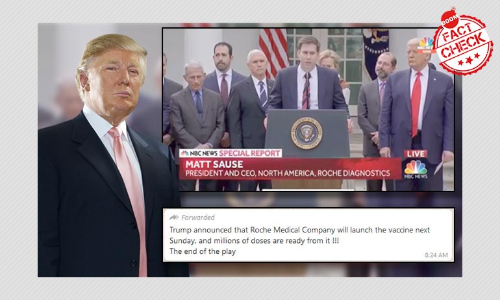 BOOM
FACT
CHECK
NBC NEWS SPECIAL REPORT
LIVE
MATT SAUSE
PRESIDENT AND CEO, NORTH AMERICA, ROCHE DIAGNOSTICS
NBC NEWS
Forwarded
Trump announced that Roche Medical Company will launch the vaccine next
Sunday. and millions of doses are ready from it !!!
The end of the play
8:24 AM